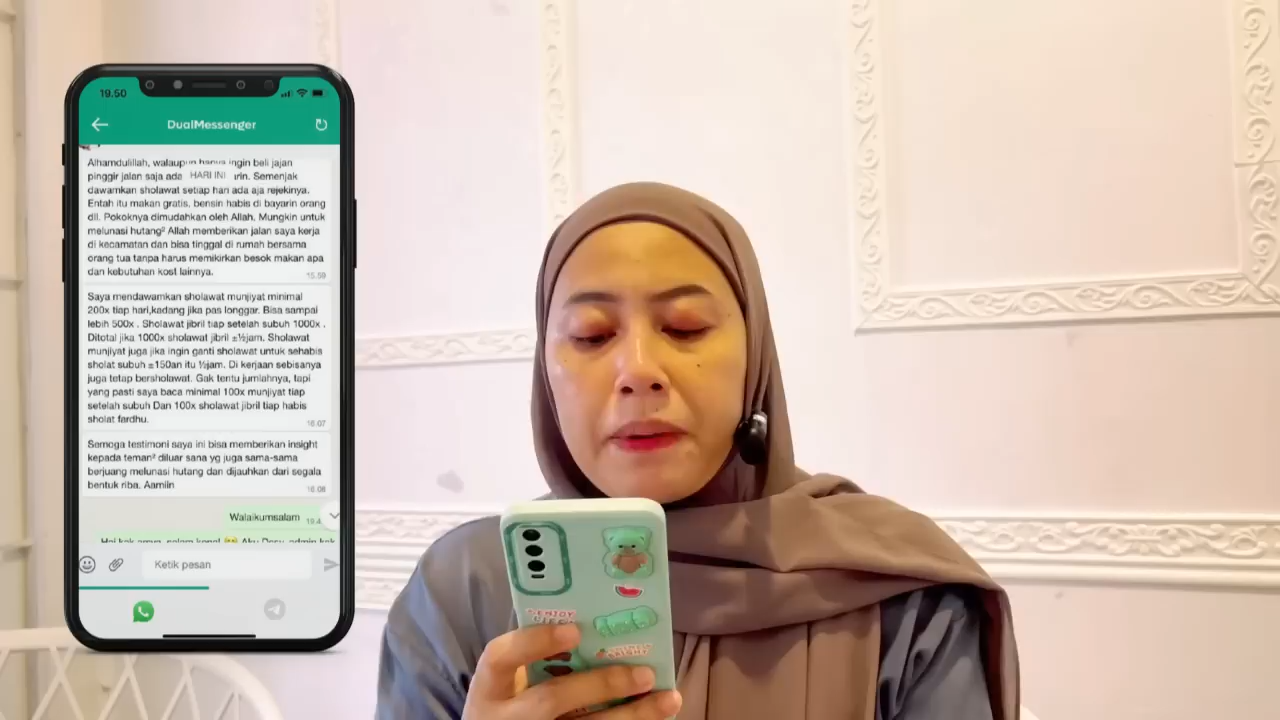 19.50
DualMessenger
Alhamdulillah, walaupun hanya ingin beli jajan
pinggir jalan saja ada HARI INI arin. Semenjak
dawamkan sholawat setiap hari ada aja rejekinya.
Entah itu makan gratis, bensin habis di bayarin orang
dll. Pokoknya dimudahkan oleh Allah. Mungkin untuk
melunasi hutang² Allah memberikan jalan saya kerja
di kecamatan dan bisa tinggal di rumah bersama
orang tua tanpa harus memikirkan besok makan apa
dan kebutuhan kost lainnya.
15.59
Saya mendawamkan sholawat munjiyat minimal
200x tiap hari,kadang jika pas longgar. Bisa sampai
lebih 500x . Sholawat jibril tiap setelah subuh 1000x .
Ditotal jika 1000x sholawat jibril ±½jam. Sholawat
munjiyat juga jika ingin ganti sholawat untuk sehabis
sholat subuh ±150an itu ½jam. Di kerjaan sebisanya
juga tetap bersholawat. Gak tentu jumlahnya, tapi
yang pasti saya baca minimal 100x munjiyat tiap
setelah subuh Dan 100x sholawat jibril tiap habis
sholat fardhu.
16.07
Semoga testimoni saya ini bisa memberikan insight
kepada teman² diluar sana yg juga sama-sama
berjuang melunasi hutang dan dijauhkan dari segala
bentuk riba. Aamiin
16.08
Walaikumsalam
19.4
Ketik pesan
ENJOY